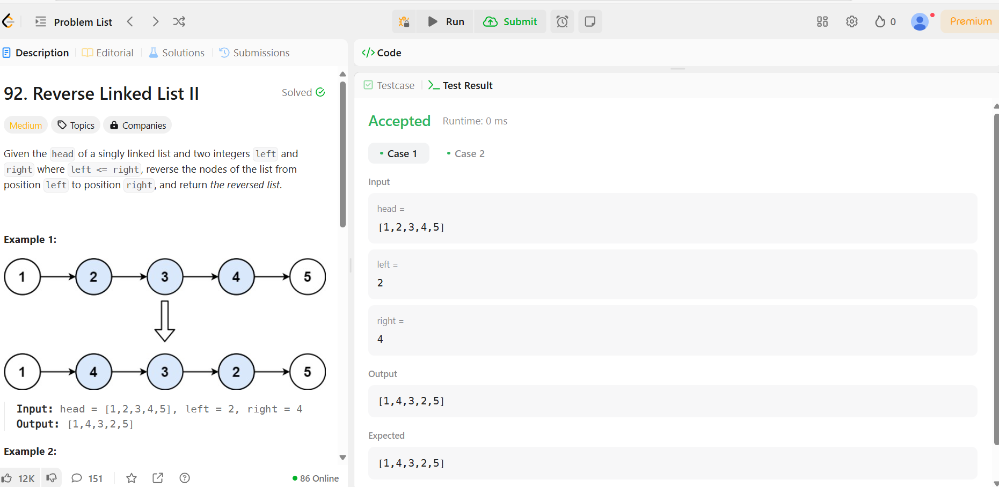 Problem List
Run
Submit
0
Premium
Description
Editorial
Solutions
Submissions
92. Reverse Linked List II
Solved
Medium
Topics
Companies
Given the head of a singly linked list and two integers left and
right where left <= right, reverse the nodes of the list from
position left to position right, and return the reversed list.
Example 1:
1 2 3 4 5
1 4 3 2 5
Input: head = [1,2,3,4,5], left = 2, right = 4
Output: [1,4,3,2,5]
Example 2:
12K
151
86 Online
</> Code
Testcase
Test Result
Accepted
Runtime: 0 ms
Case 1
Case 2
Input
head =
[1,2,3,4,5]
left =
2
right =
4
Output
[1,4,3,2,5]
Expected
[1,4,3,2,5]